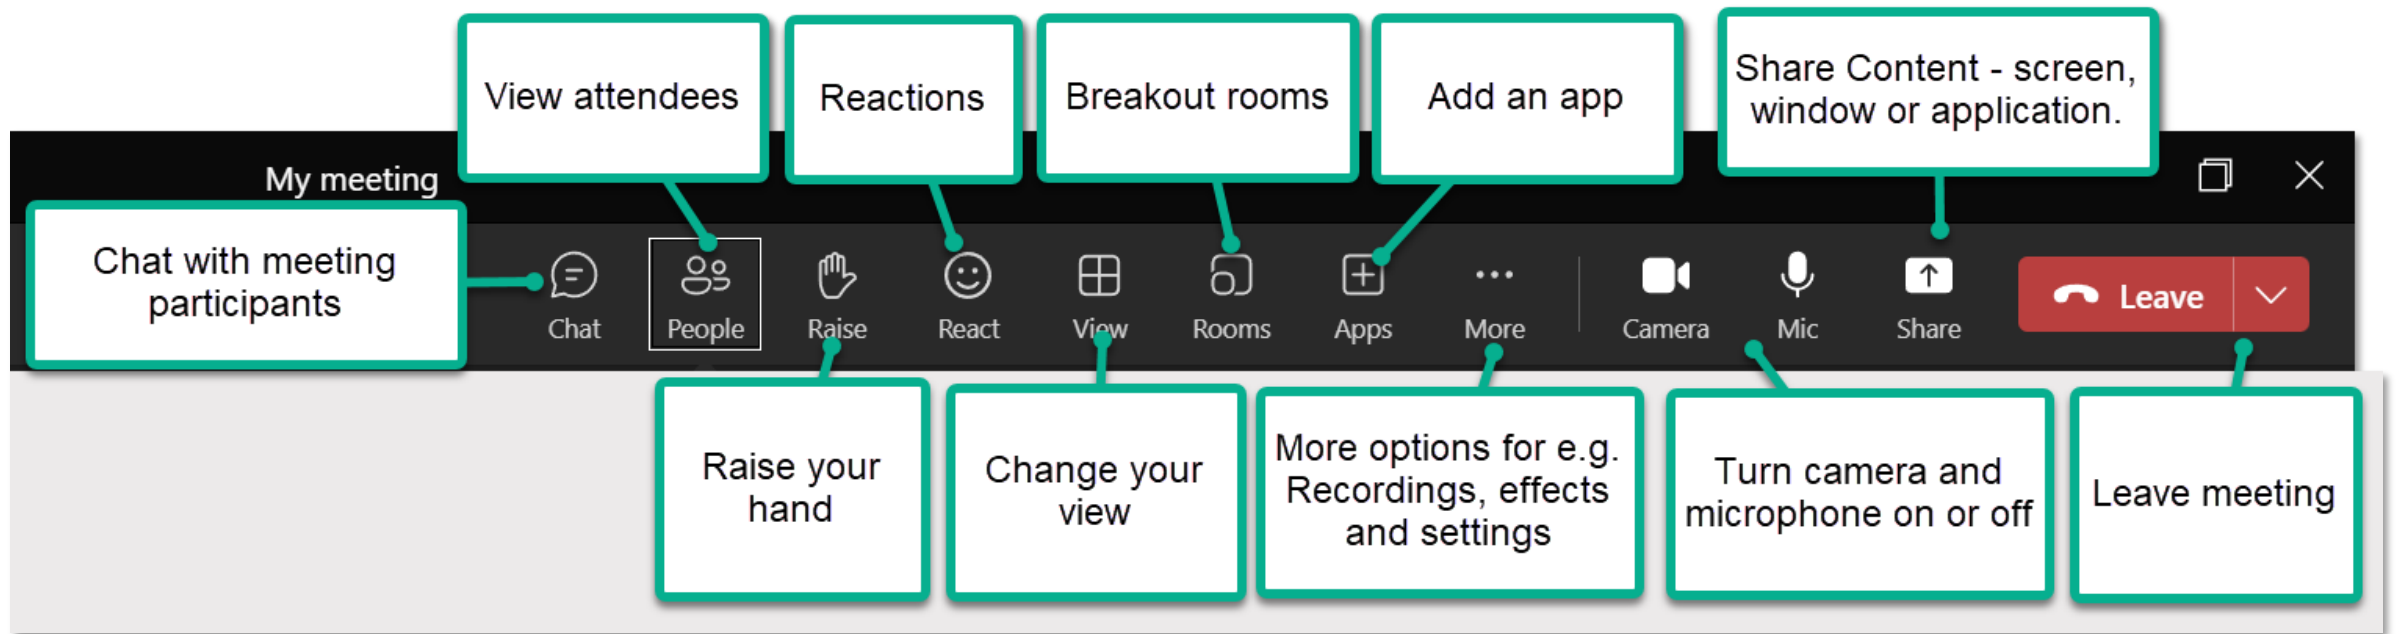 View attendees
Reactions
Breakout rooms
Add an app
Share Content - screen,
window or application.
My meeting
Chat with meeting
participants
Chat
People
Raise
React
View
Rooms
Apps
More
Camera
Mic
Share
Leave
Raise your
hand
Change your
view
More options for e.g.
Recordings, effects
and settings
Turn camera and
microphone on or off
Leave meeting